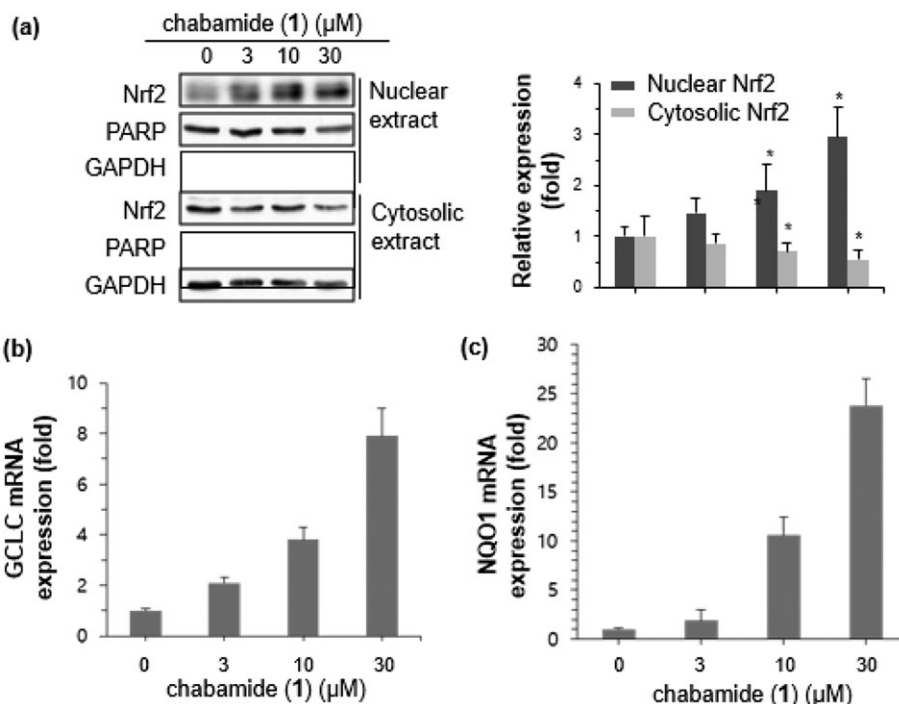 (a)
chabamide (1) (µM)
0 3 10 30
Nrf2
PARP
GAPDH
Nuclear
extract
Nrf2
PARP
GAPDH
Cytosolic
extract
Relative expression
(fold)
4
3
2
1
0
Nuclear Nrf2
Cytosolic Nrf2
* * * * *
(b)
GCLC mRNA
expression (fold)
10
8
6
4
2
0
0 3 10 30
chabamide (1) (µM)
(c)
NQO1 mRNA
expression (fold)
30
25
20
15
10
5
0
0 3 10 30
chabamide (1) (µM)